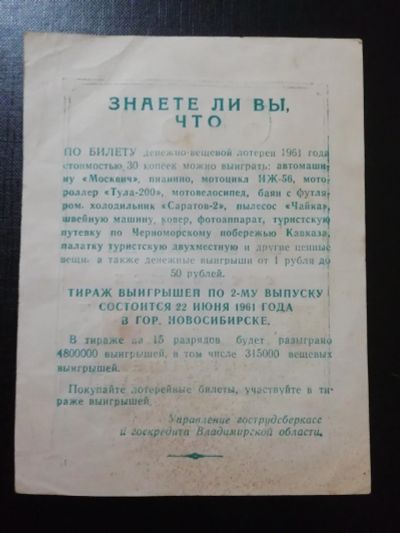 ЗНАЕТЕ ЛИ ВЫ,
ЧТО
ПО БИЛЕТУ денежно-вещевой лотереи 1961 года
стоимостью 30 копеек можно выиграть: автомаши-
ну «Москвич», пианино, мотоцикл ИЖ-56, мото-
роллер «Тула-200», мотовелосипед, баян с футля-
ром, холодильник «Саратов-2», пылесос «Чайка»,
швейную машину, ковер, фотоаппарат, туристскую
путевку по Черноморскому побережью Кавказа,
палатку туристскую двухместную и другие ценные
вещи, а также денежные выигрыши от 1 рубля до
50 рублей.
ТИРАЖ ВЫИГРЫШЕЙ ПО 2-МУ ВЫПУСКУ
СОСТОИТСЯ 22 ИЮНЯ 1961 ГОДА
В ГОР. НОВОСИБИРСКЕ.
В тираже на 15 разрядов будет разыграно
4800000 выигрышей, в том числе 315000 вещевых
выигрышей.
Покупайте лотерейные билеты, участвуйте в ти-
раже выигрышей.
Управление гострудсберкасс
и госкредита Владимирской области.